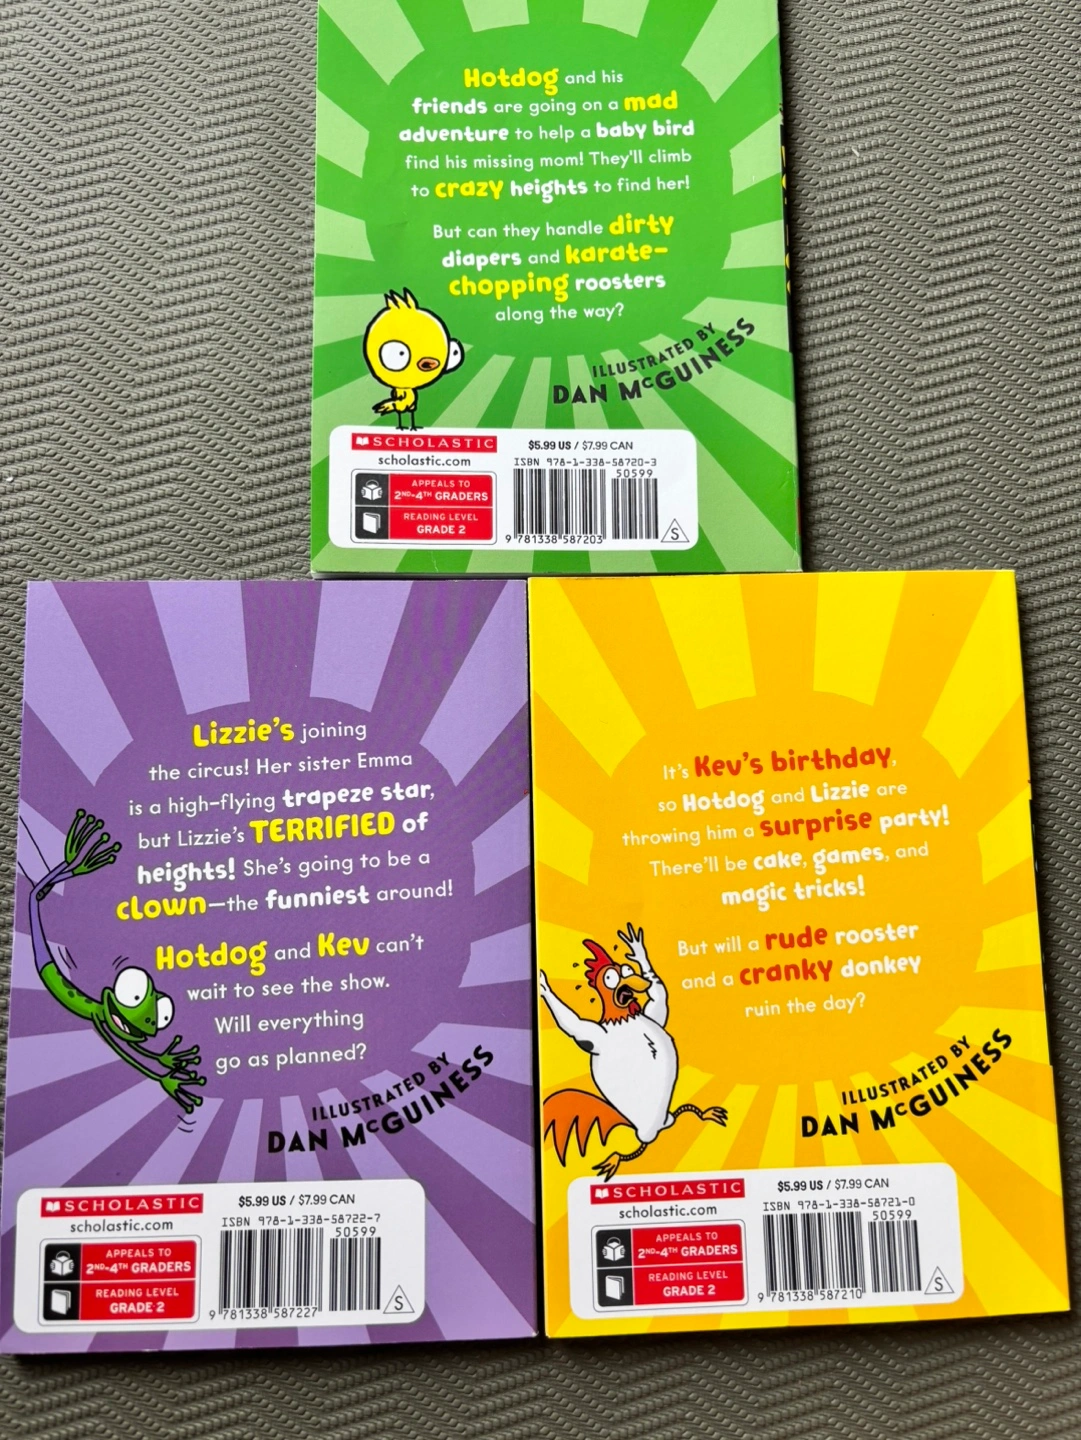 Hotdog and his
friends are going on a mad
adventure to help a baby bird
find his missing mom! They'll climb
to crazy heights to find her!
But can they handle dirty
diapers and karate-
chopping roosters
along the way?
ILLUSTRATED BY
DAN McGUINESS
SCHOLASTIC
scholastic.com
APPEALS TO
2ND-4TH GRADERS
READING LEVEL
GRADE 2
$5.99 US / $7.99 CAN
ISBN 978-1-338-58720-3
50599
9 781338 587203
S
Lizzie's joining
the circus! Her sister Emma
is a high-flying trapeze star,
but Lizzie's TERRIFIED of
heights! She's going to be a
clown—the funniest around!
Hotdog and Kev can't
wait to see the show.
Will everything
go as planned?
ILLUSTRATED BY
DAN McGUINESS
SCHOLASTIC
scholastic.com
APPEALS TO
2ND-4TH GRADERS
READING LEVEL
GRADE 2
$5.99 US / $7.99 CAN
ISBN 978-1-338-58722-7
50599
9 781338 587227
S
It's Kev's birthday,
so Hotdog and Lizzie are
throwing him a surprise party!
There'll be cake, games, and
magic tricks!
But will a rude rooster
and a cranky donkey
ruin the day?
ILLUSTRATED BY
DAN McGUINESS
SCHOLASTIC
scholastic.com
APPEALS TO
2ND-4TH GRADERS
READING LEVEL
GRADE 2
$5.99 US / $7.99 CAN
ISBN 978-1-338-58721-0
50599
9 781338 587210
S